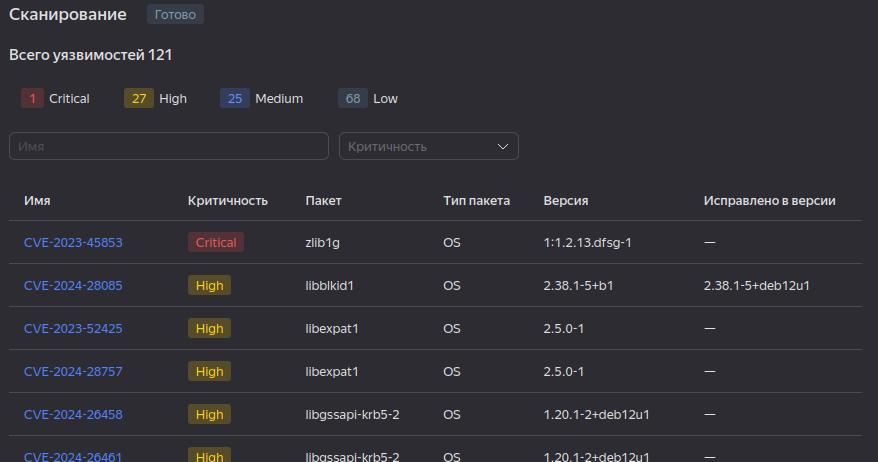 Сканирование Готово
Всего уязвимостей 121
1 Critical 27 High 25 Medium 68 Low
Имя Критичность
Имя Критичность Пакет Тип пакета Версия Исправлено в версии
CVE-2023-45853 Critical zlib1g OS 1:1.2.13.dfsg-1 —
CVE-2024-28085 High libblkid1 OS 2.38.1-5+b1 2.38.1-5+deb12u1
CVE-2023-52425 High libexpat1 OS 2.5.0-1 —
CVE-2024-28757 High libexpat1 OS 2.5.0-1 —
CVE-2024-26458 High libgssapi-krb5-2 OS 1.20.1-2+deb12u1 —
CVE-2024-26461 High libgssapi-krb5-2 OS 1.20.1-2+deb12u1 —